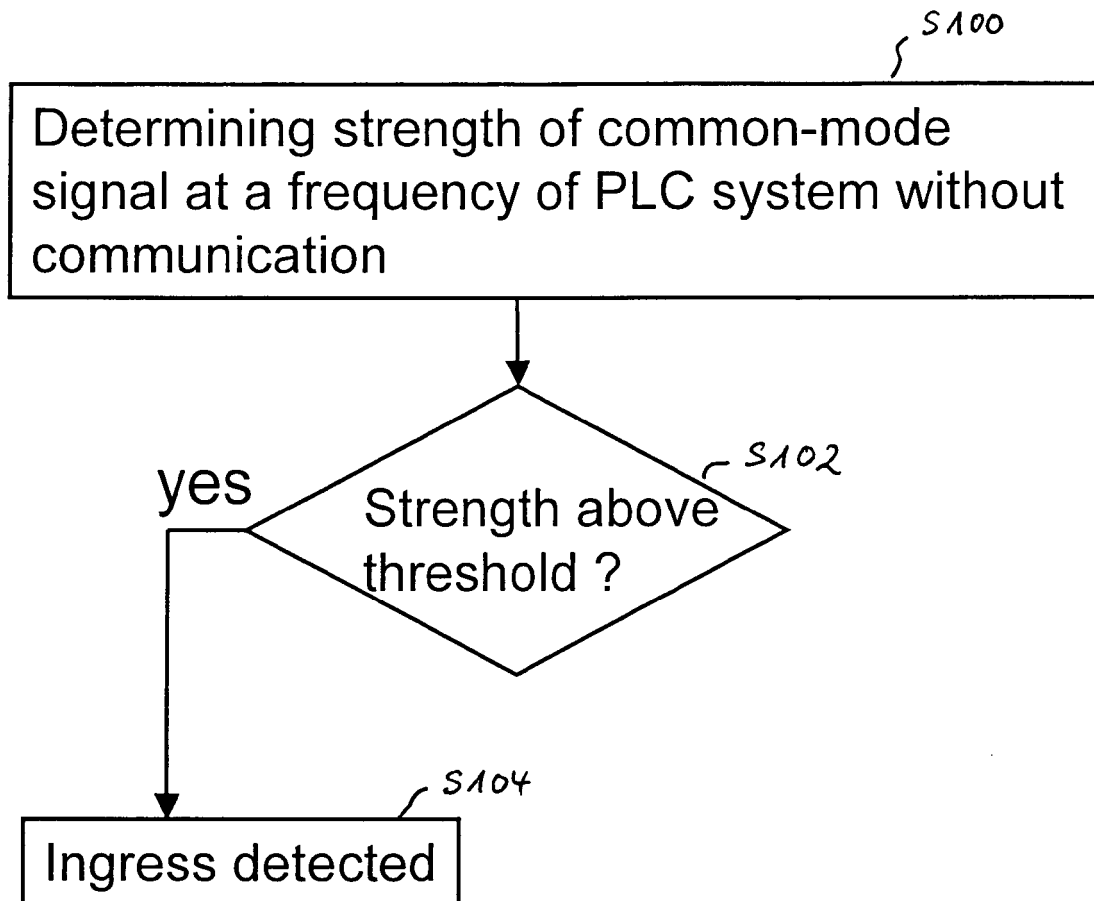 S100
Determining strength of common-mode
signal at a frequency of PLC system without
communication
S102
yes
Strength above
threshold ?
S104
Ingress detected